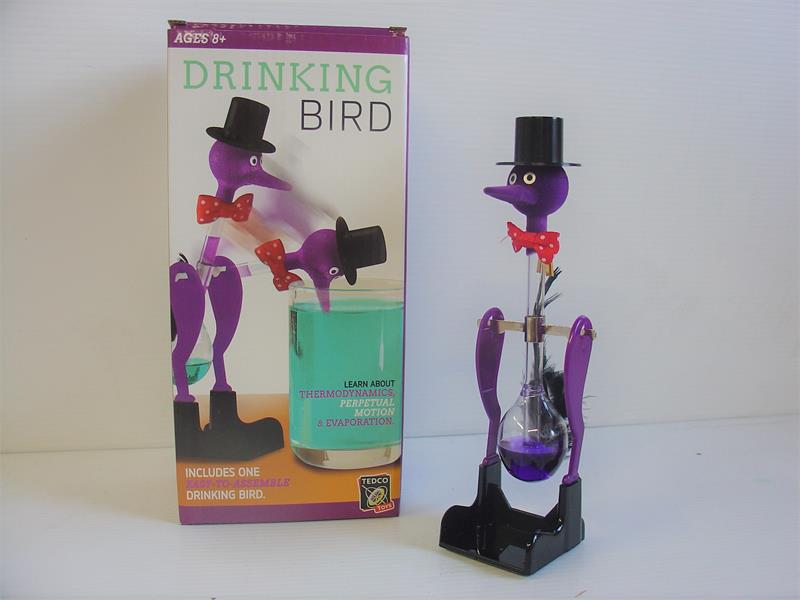 AGES 8+
DRINKING
BIRD
LEARN ABOUT
THERMODYNAMICS,
PERPETUAL
MOTION
& EVAPORATION.
INCLUDES ONE
EASY-TO-ASSEMBLE
DRINKING BIRD.
TEDCO
TOYS